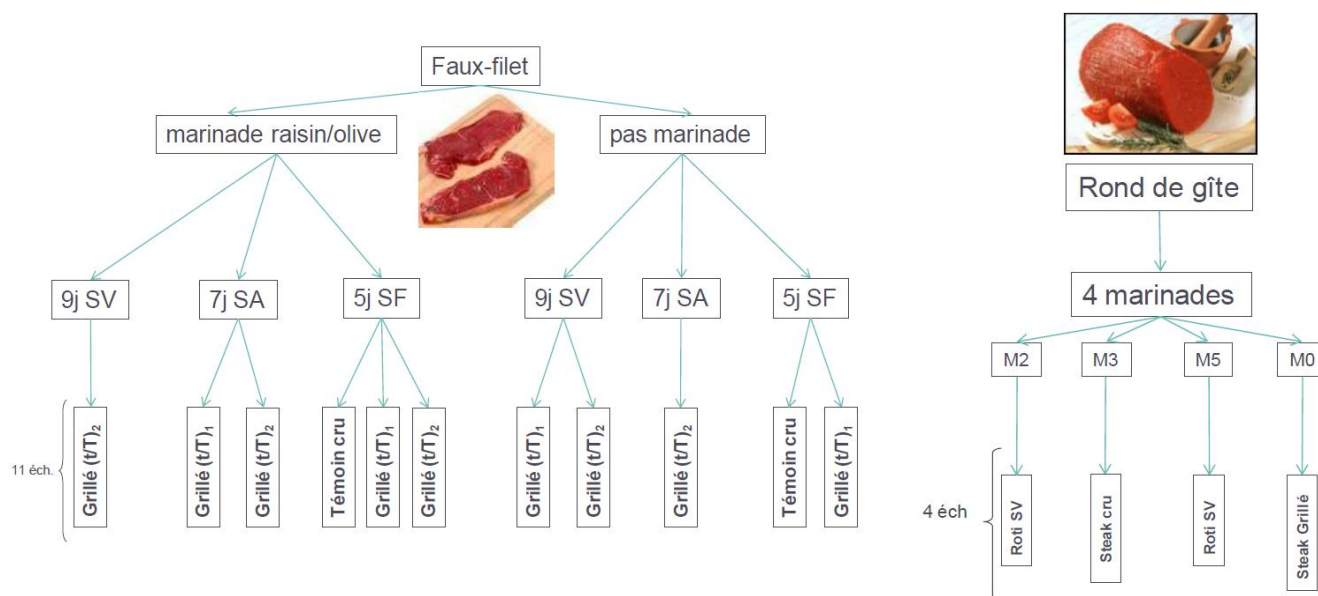 Faux-filet
marinade raisin/olive
pas marinade
9j SV
7j SA
5j SF
9j SV
7j SA
5j SF
11 éch.
Grillé (t/T)₂
Grillé (t/T)₁
Grillé (t/T)₂
Témoin cru
Grillé (t/T)₁
Grillé (t/T)₂
Grillé (t/T)₁
Grillé (t/T)₂
Grillé (t/T)₁
Témoin cru
Grillé (t/T)₁
Rond de gîte
4 marinades
M2
M3
M5
M0
4 éch
Roti SV
Steak cru
Roti SV
Steak Grillé